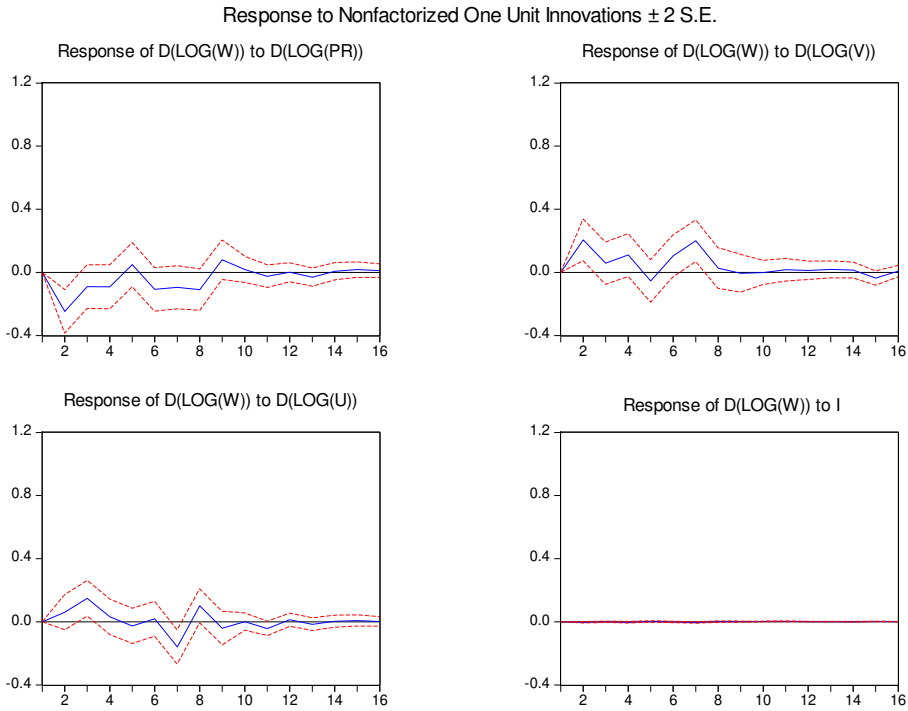 Response to Nonfactorized One Unit Innovations ± 2 S.E.
Response of D(LOG(W)) to D(LOG(PR))
1.2
0.8
0.4
0.0
-0.4
2 4 6 8 10 12 14 16
Response of D(LOG(W)) to D(LOG(V))
1.2
0.8
0.4
0.0
-0.4
2 4 6 8 10 12 14 16
Response of D(LOG(W)) to D(LOG(U))
1.2
0.8
0.4
0.0
-0.4
2 4 6 8 10 12 14 16
Response of D(LOG(W)) to I
1.2
0.8
0.4
0.0
-0.4
2 4 6 8 10 12 14 16